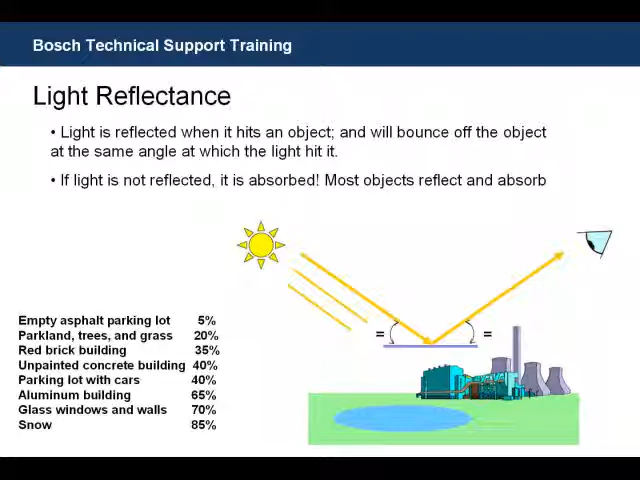 Bosch Technical Support Training
Light Reflectance
• Light is reflected when it hits an object; and will bounce off the object
at the same angle at which the light hit it.
• If light is not reflected, it is absorbed! Most objects reflect and absorb
= =
Empty asphalt parking lot 5%
Parkland, trees, and grass 20%
Red brick building 35%
Unpainted concrete building 40%
Parking lot with cars 40%
Aluminum building 65%
Glass windows and walls 70%
Snow 85%